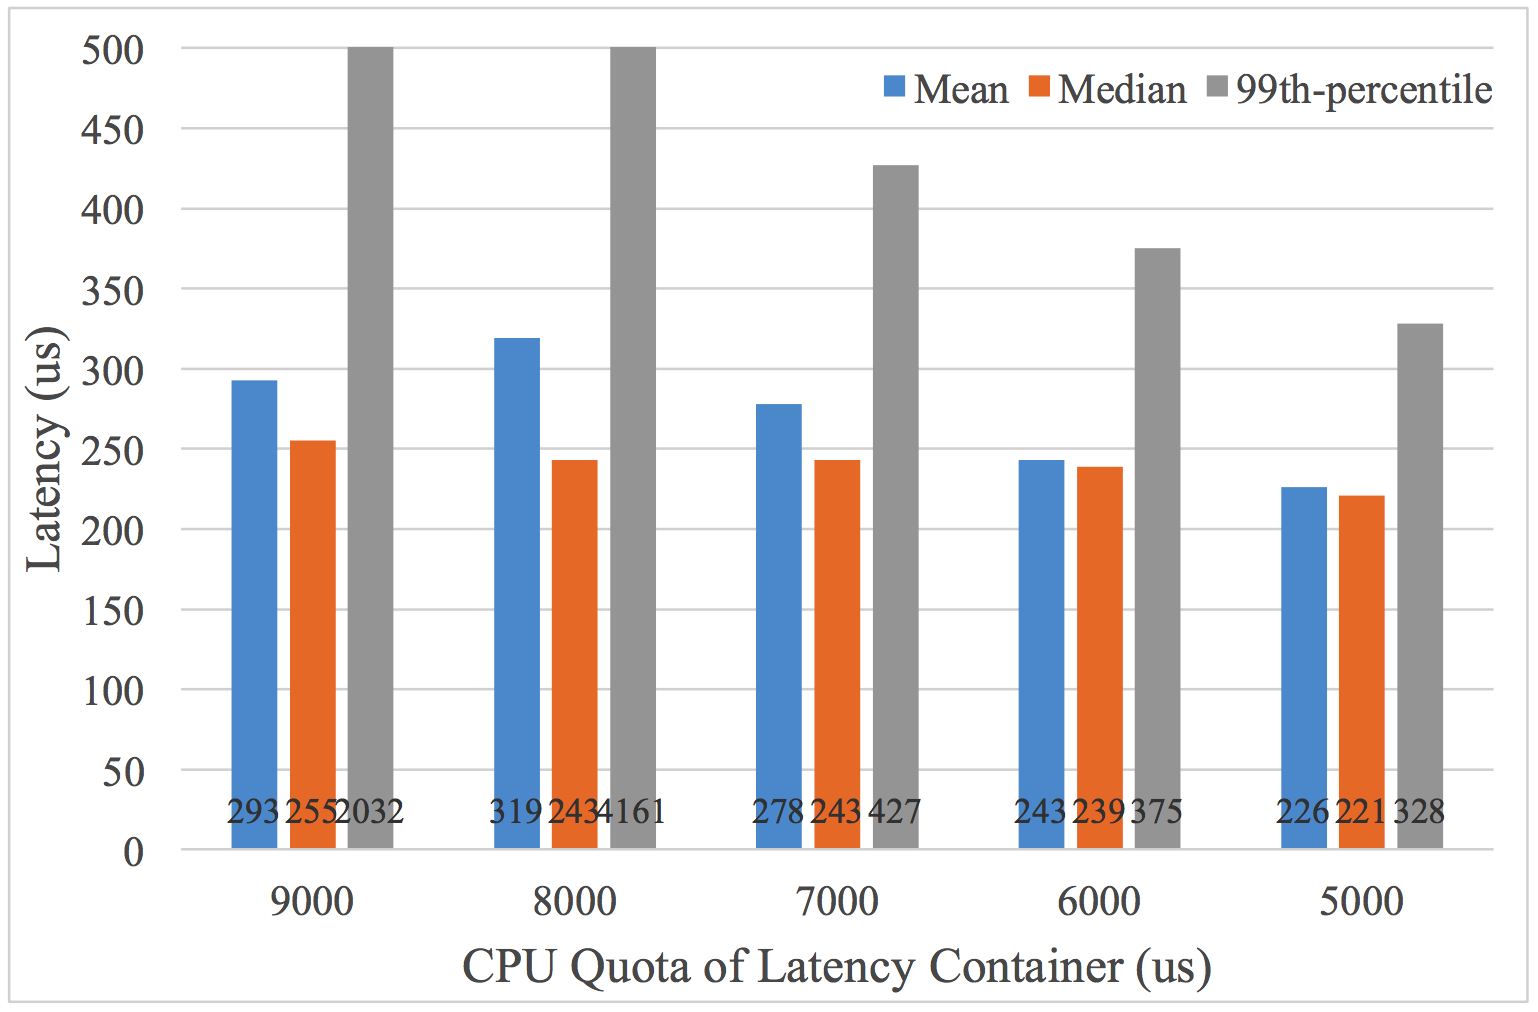 500
450
400
350
300
250
200
150
100
50
0
Latency (us)
Mean Median 99th-percentile
293 255 2032 319 243 4161 278 243 427 243 239 375 226 221 328
9000 8000 7000 6000 5000
CPU Quota of Latency Container (us)